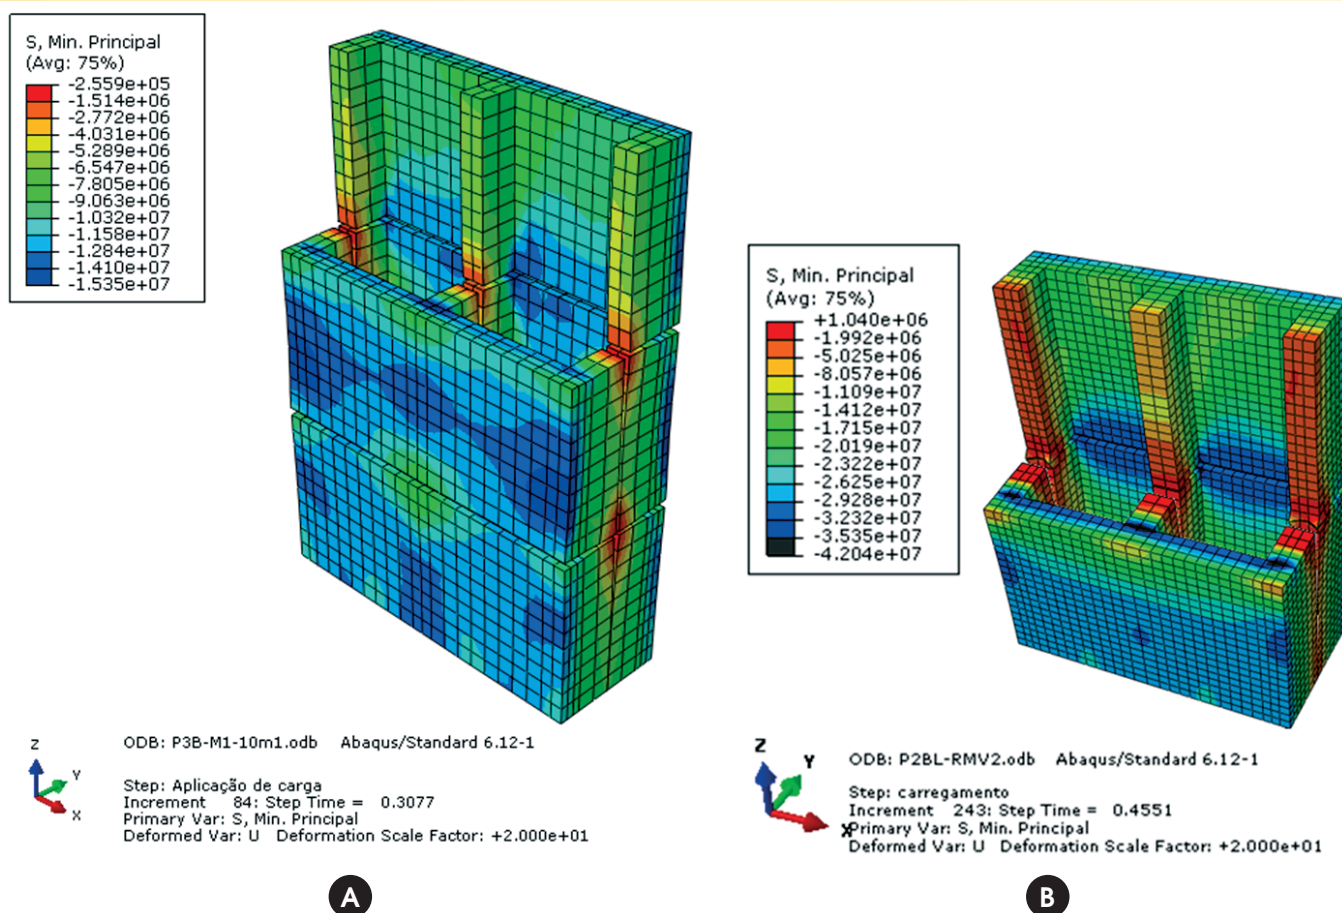 S, Min. Principal
(Avg: 75%)
-2.559e+05
-1.514e+06
-2.772e+06
-4.031e+06
-5.289e+06
-6.547e+06
-7.805e+06
-9.063e+06
-1.032e+07
-1.158e+07
-1.284e+07
-1.410e+07
-1.535e+07
Z
Y
X
ODB: P3B-M1-10m1.odb    Abaqus/Standard 6.12-1
Step: Aplicação de carga
Increment    84: Step Time =    0.3077
Primary Var: S, Min. Principal
Deformed Var: U   Deformation Scale Factor: +2.000e+01
A
S, Min. Principal
(Avg: 75%)
+1.040e+06
-1.992e+06
-5.025e+06
-8.057e+06
-1.109e+07
-1.412e+07
-1.715e+07
-2.019e+07
-2.322e+07
-2.625e+07
-2.928e+07
-3.232e+07
-3.535e+07
-4.204e+07
Z
Y
X
ODB: P2BL-RMV2.odb    Abaqus/Standard 6.12-1
Step: carregamento
Increment    243: Step Time =    0.4551
Primary Var: S, Min. Principal
Deformed Var: U   Deformation Scale Factor: +2.000e+01
B